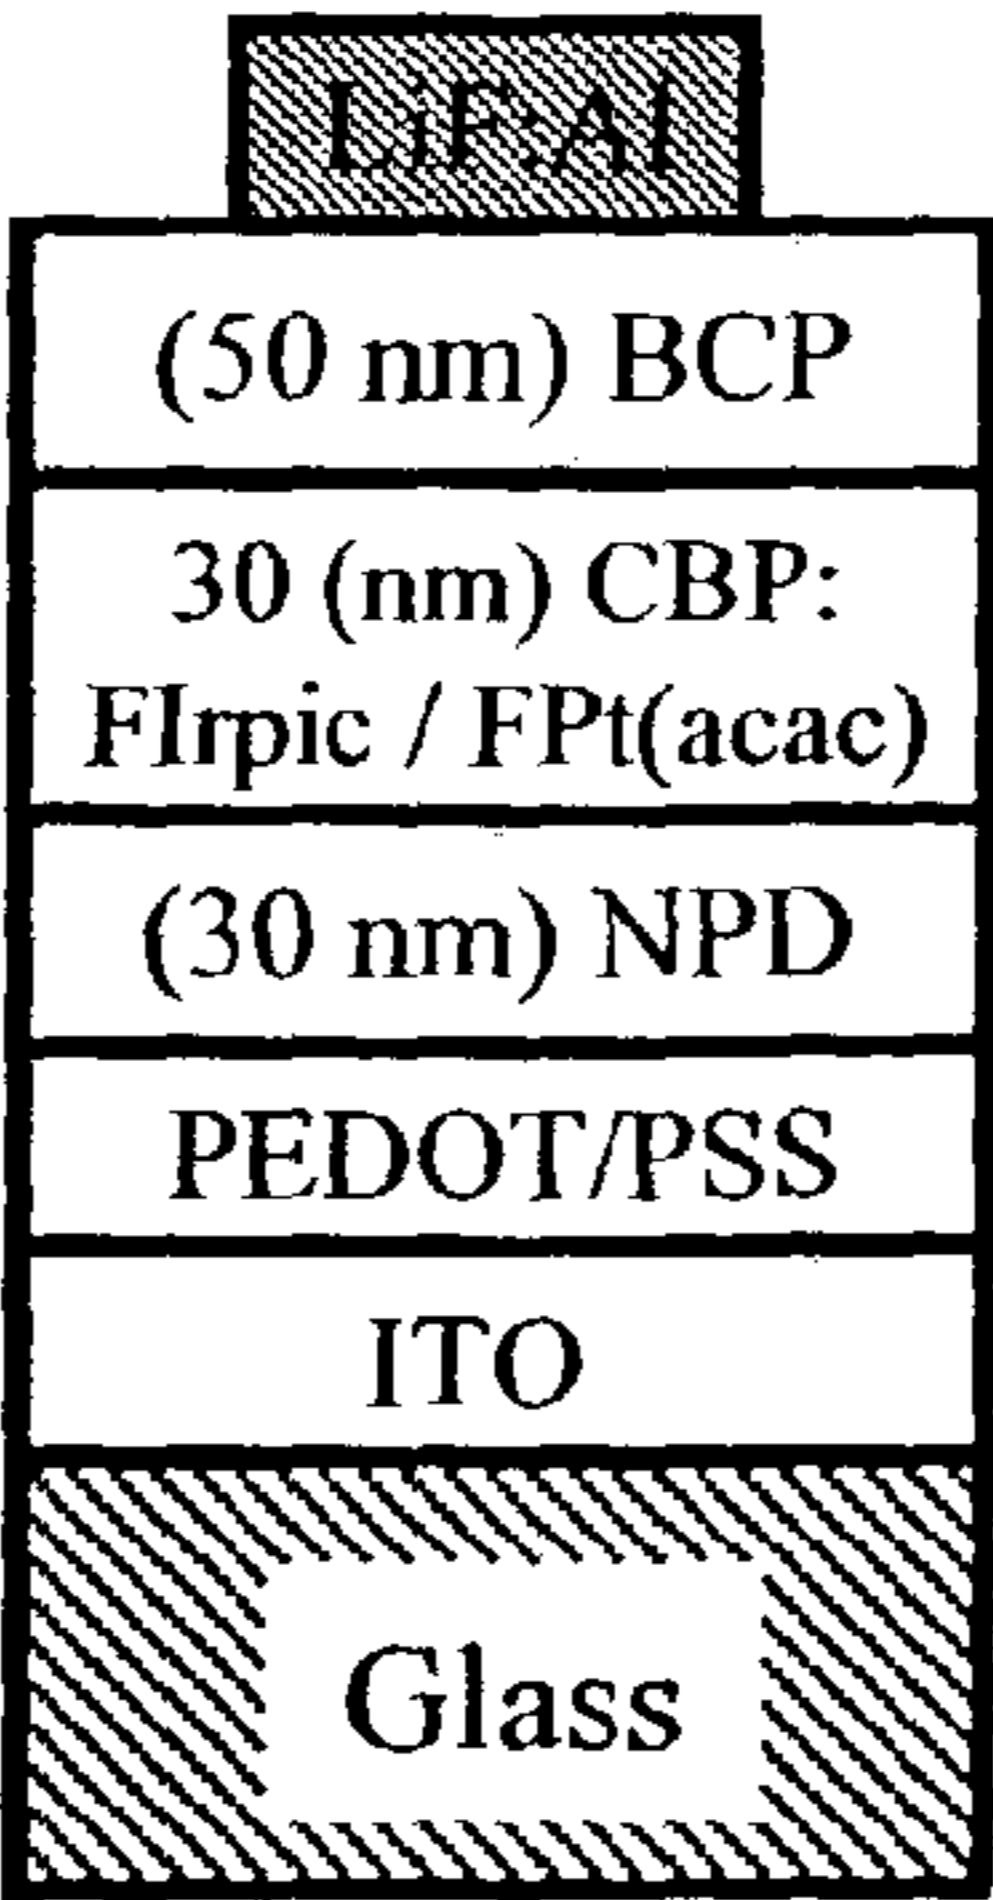 LiF:Al
(50 nm) BCP
30 (nm) CBP:
FIrpic / FPt(acac)
(30 nm) NPD
PEDOT/PSS
ITO
Glass